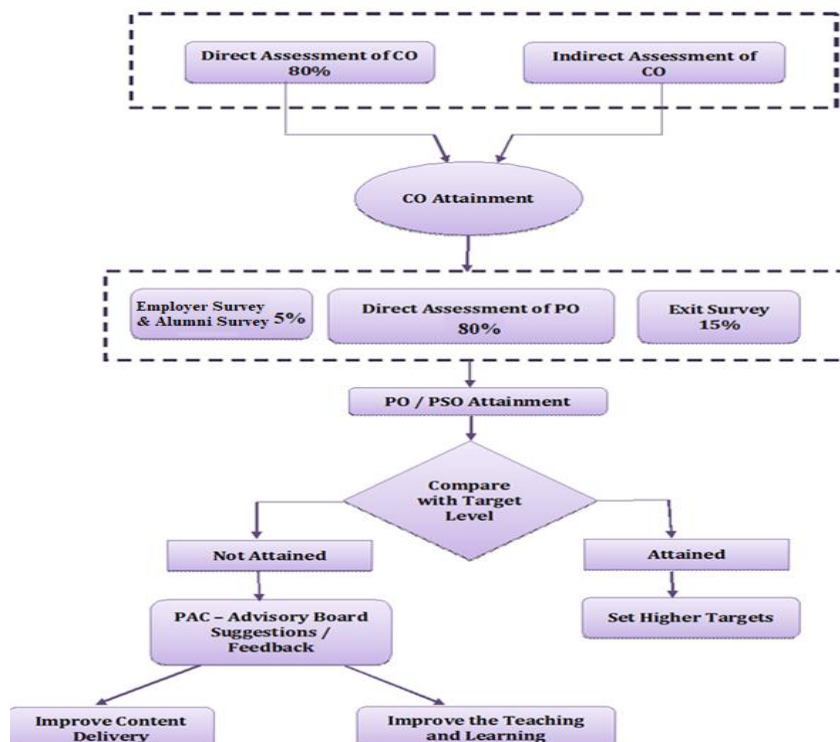 Direct Assessment of CO
80%
Indirect Assessment of
CO
CO Attainment
Employer Survey
& Alumni Survey 5%
Direct Assessment of PO
80%
Exit Survey
15%
PO / PSO Attainment
Compare
with Target
Level
Not Attained
Attained
PAC – Advisory Board
Suggestions /
Feedback
Set Higher Targets
Improve Content
Delivery
Improve the Teaching
and Learning